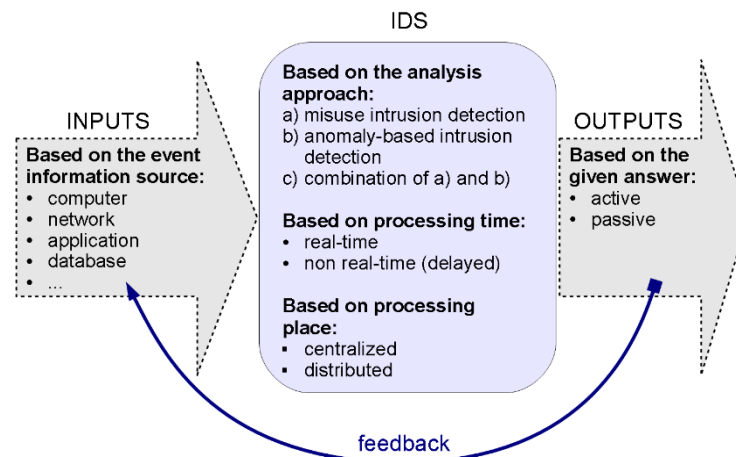 IDS
INPUTS
Based on the event
information source:
• computer
• network
• application
• database
• ...
Based on the analysis
approach:
a) misuse intrusion detection
b) anomaly-based intrusion
detection
c) combination of a) and b)
Based on processing time:
• real-time
• non real-time (delayed)
Based on processing
place:
▪ centralized
▪ distributed
OUTPUTS
Based on the
given answer:
• active
• passive
feedback